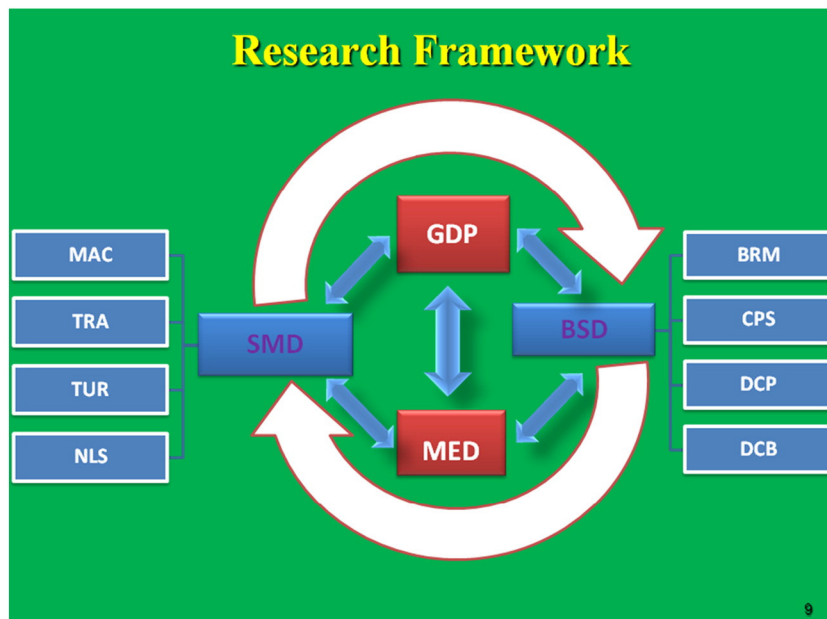 Research Framework
MAC
TRA
TUR
NLS
SMD
GDP
MED
BSD
BRM
CPS
DCP
DCB
9